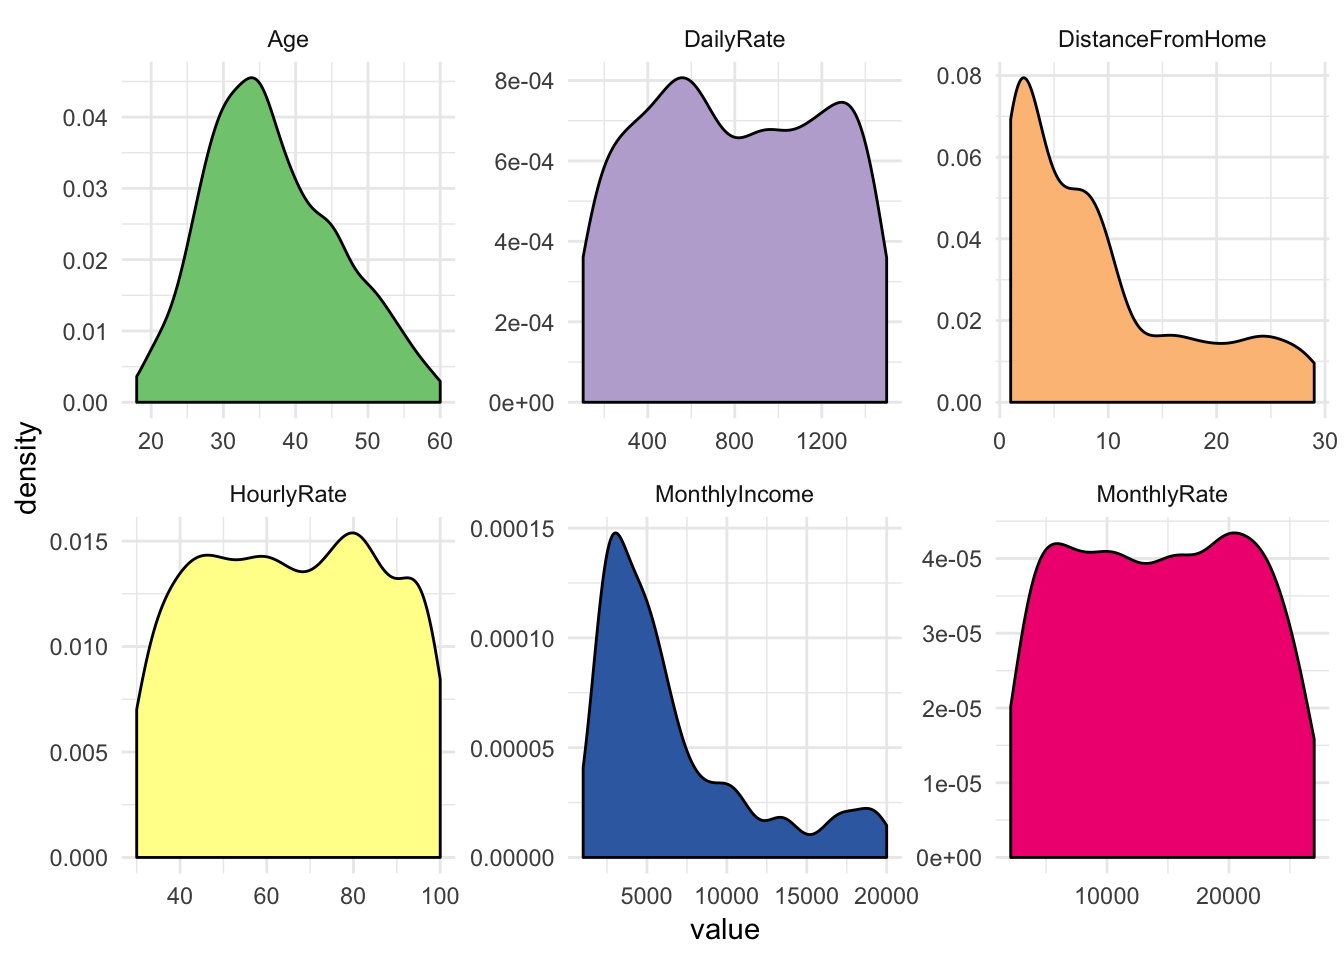 Age
DailyRate
DistanceFromHome
0.04
0.03
0.02
0.01
0.00
8e-04
6e-04
4e-04
2e-04
0e+00
0.08
0.06
0.04
0.02
0.00
20 30 40 50 60
400 800 1200
0 10 20 30
density
HourlyRate
MonthlyIncome
MonthlyRate
0.015
0.010
0.005
0.000
0.00015
0.00010
0.00005
0.00000
4e-05
3e-05
2e-05
1e-05
0e+00
40 60 80 100
5000 10000 15000 20000
10000 20000
value